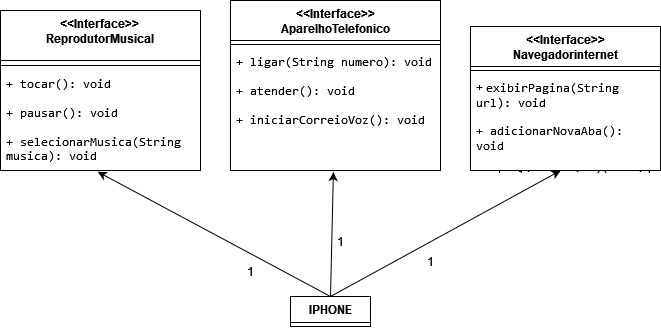 <<Interface>>
ReprodutorMusical
+ tocar(): void
+ pausar(): void
+ selecionarMusica(String
musica): void
<<Interface>>
AparelhoTelefonico
+ ligar(String numero): void
+ atender(): void
+ iniciarCorreioVoz(): void
<<Interface>>
Navegadorinternet
+ exibirPagina(String
url): void
+ adicionarNovaAba():
void
1
1
1
IPHONE